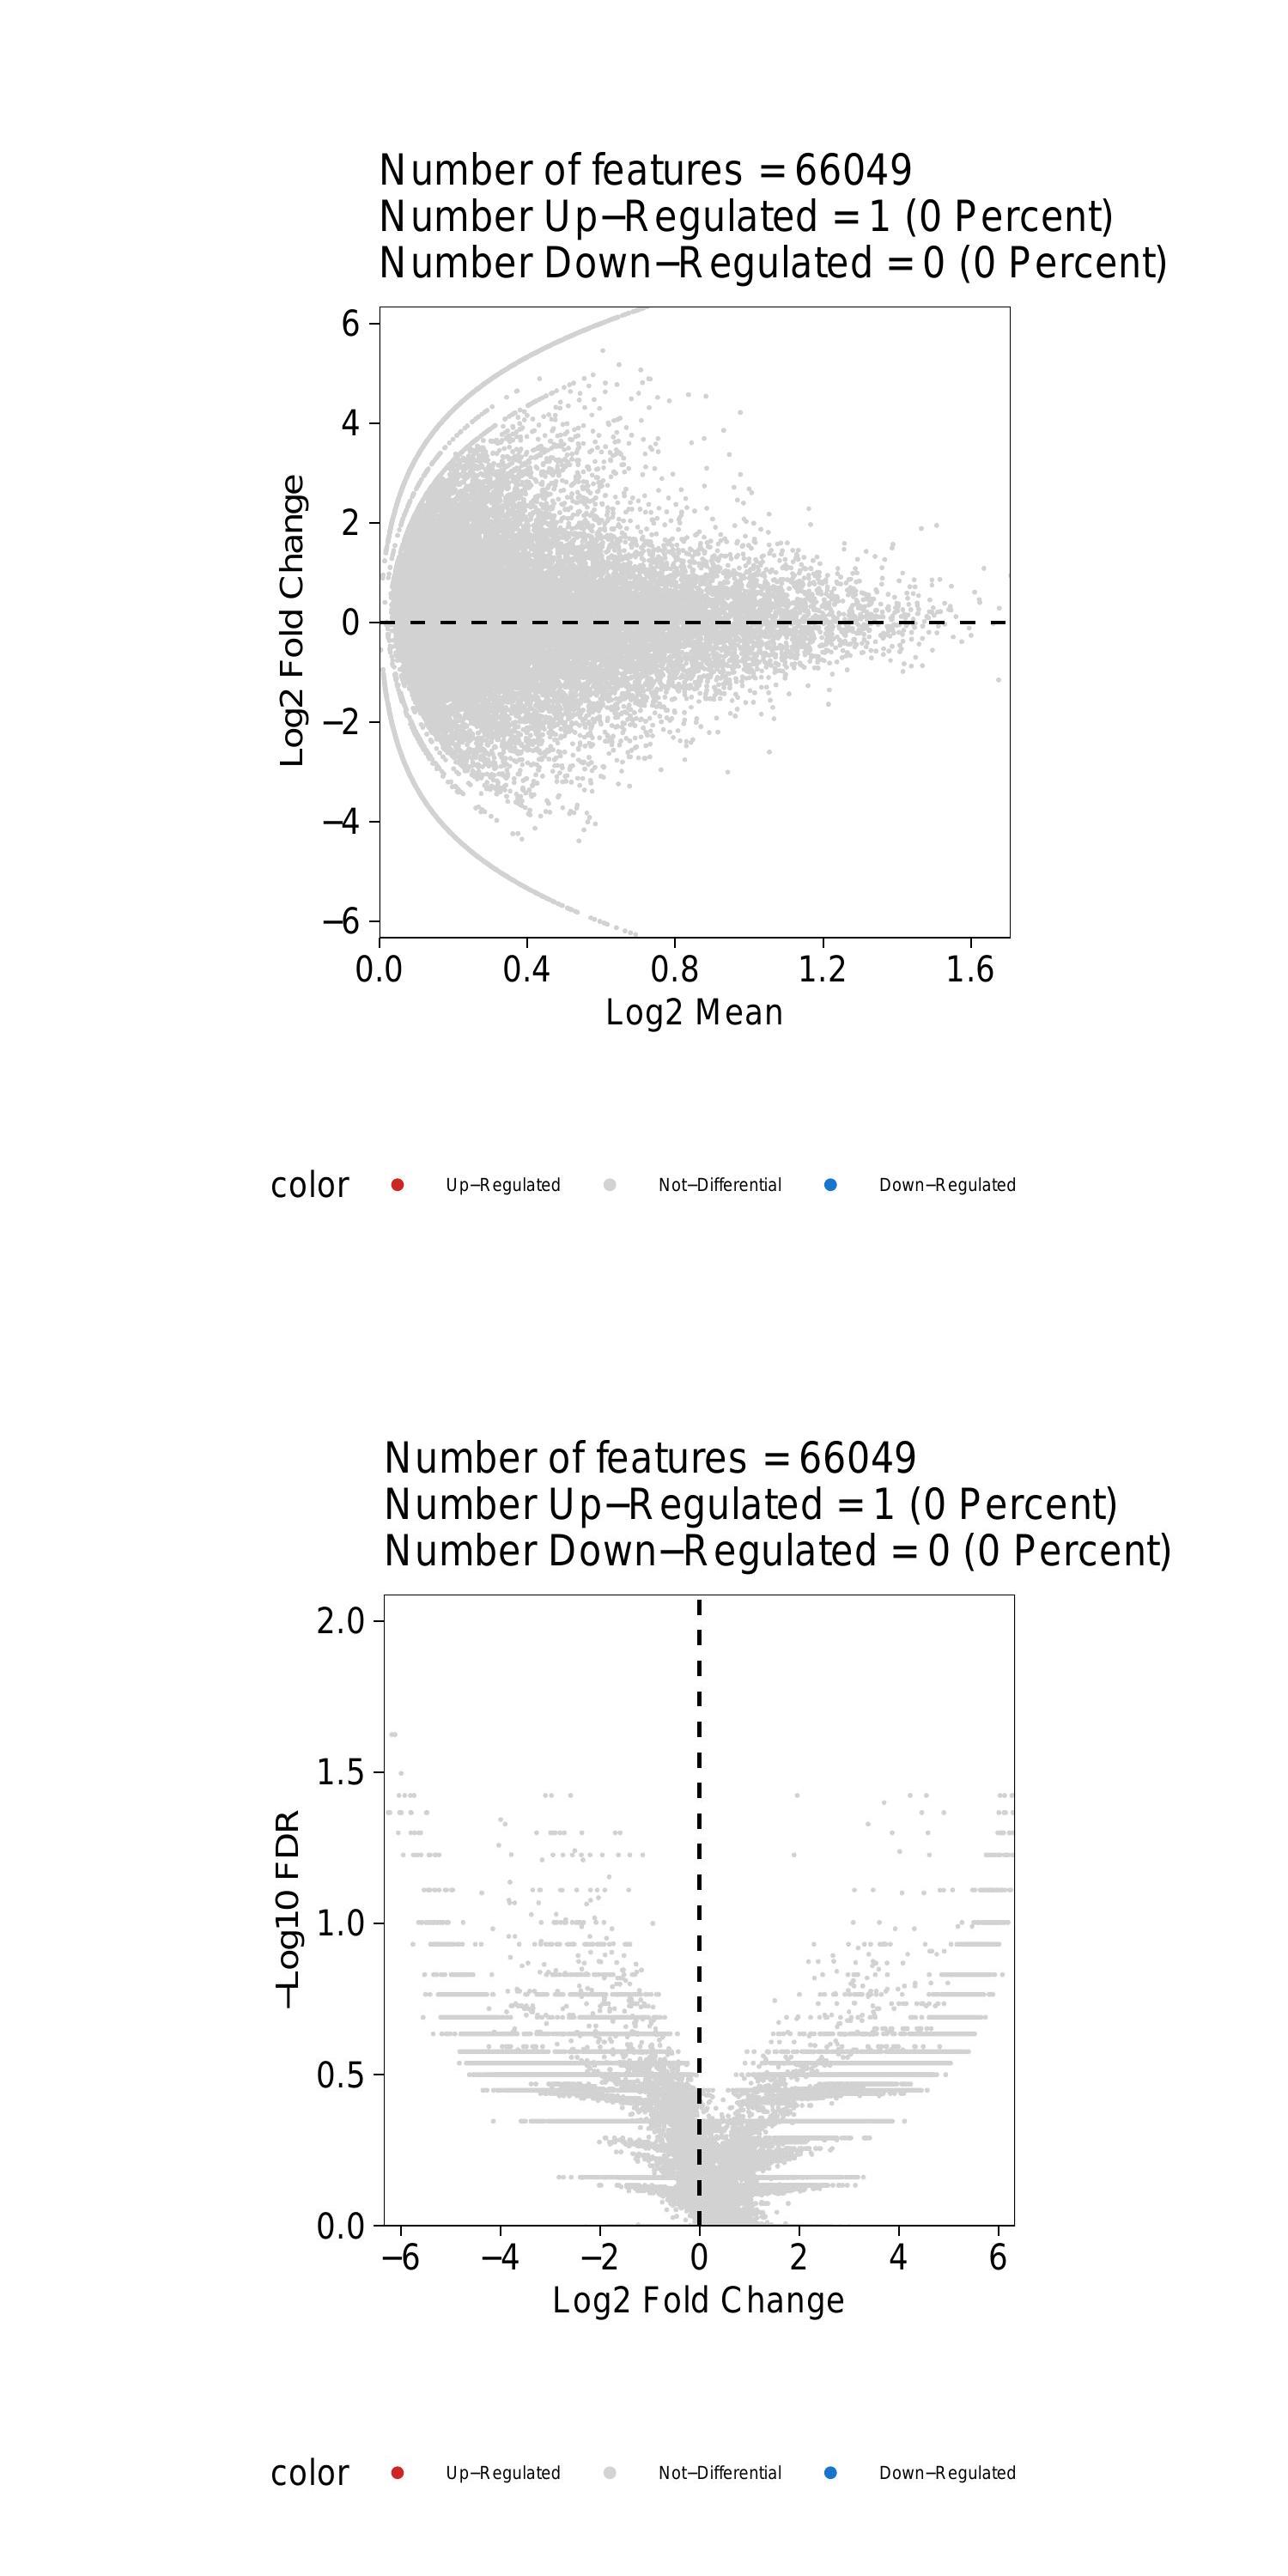 Number of features = 66049
Number Up−Regulated = 1 (0 Percent)
Number Down−Regulated = 0 (0 Percent)
6
4
2
0
−2
−4
−6
Log2 Fold Change
0.0 0.4 0.8 1.2 1.6
Log2 Mean
color Up−Regulated Not−Differential Down−Regulated
Number of features = 66049
Number Up−Regulated = 1 (0 Percent)
Number Down−Regulated = 0 (0 Percent)
2.0
1.5
1.0
0.5
0.0
−Log10 FDR
−6 −4 −2 0 2 4 6
Log2 Fold Change
color Up−Regulated Not−Differential Down−Regulated